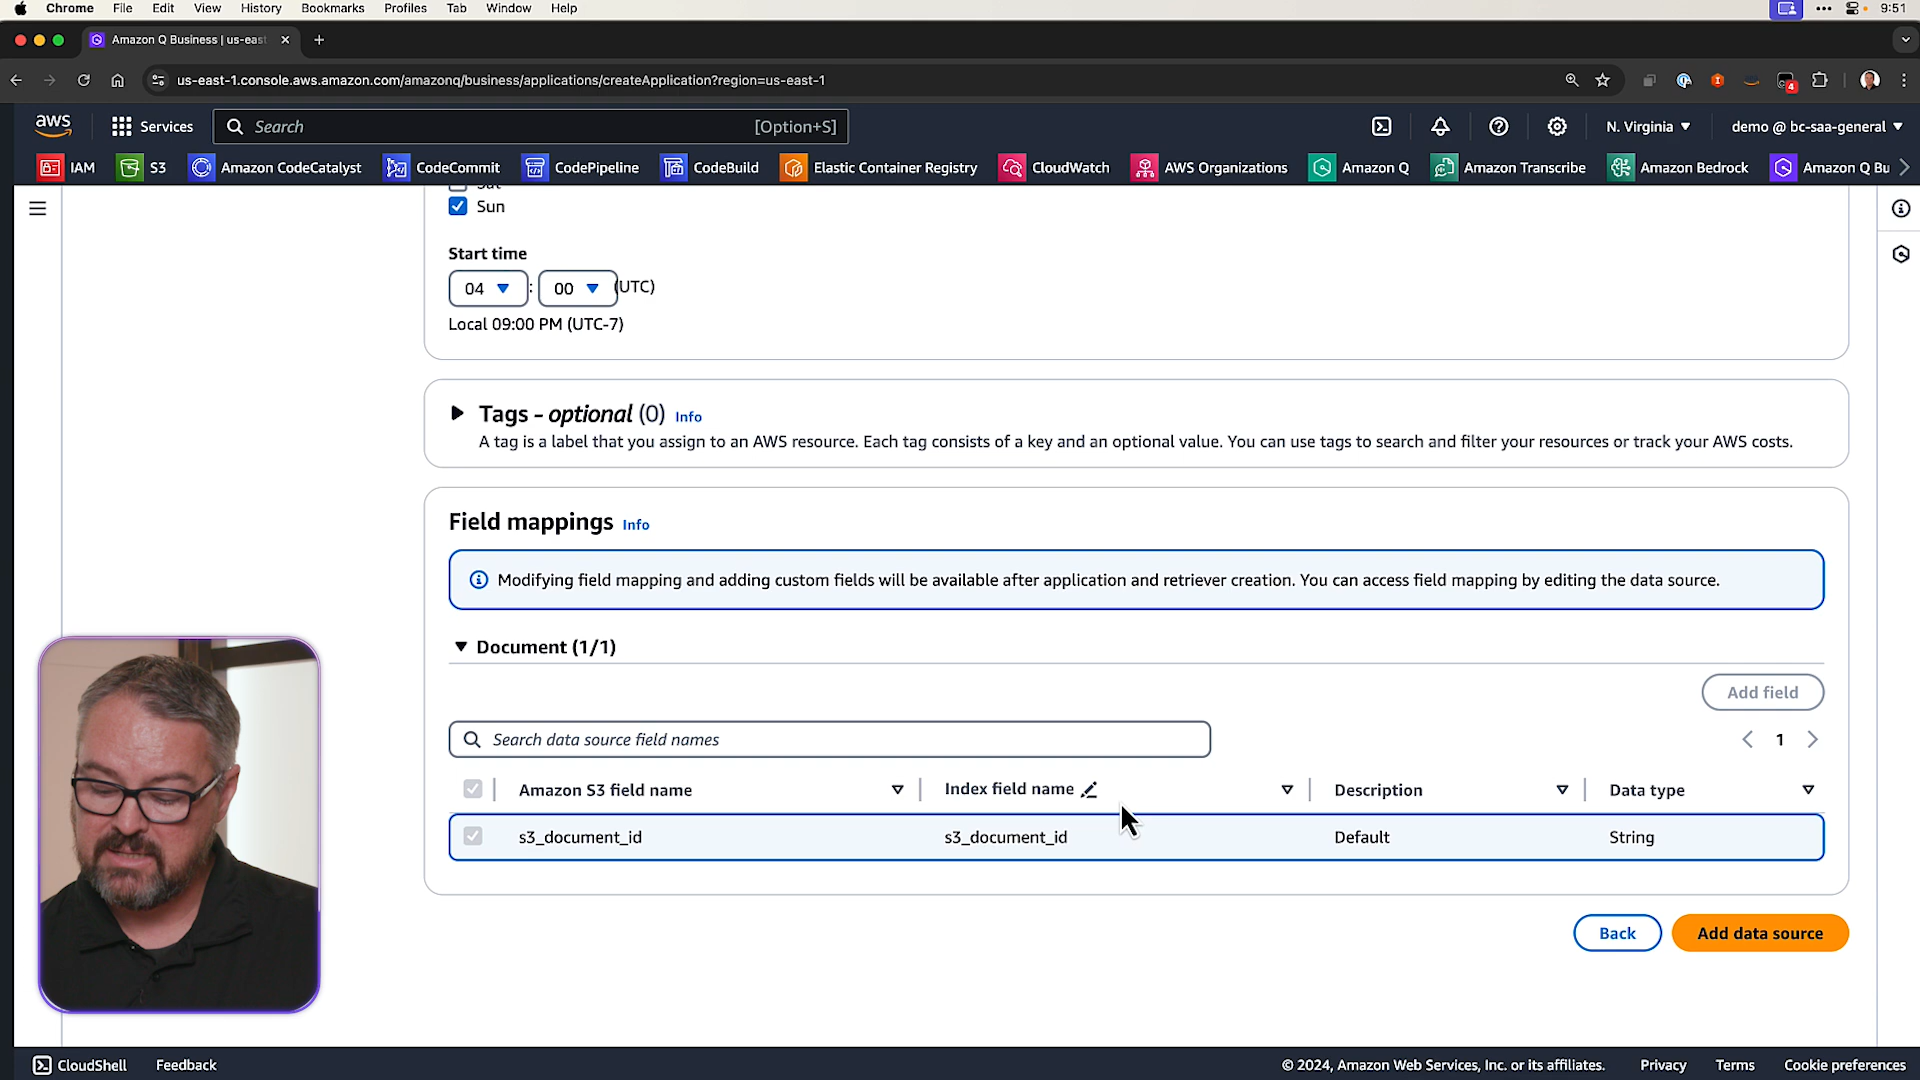 Chrome File Edit View History Bookmarks Profiles Tab Window Help 9:51
Amazon Q Business | us-eas
us-east-1.console.aws.amazon.com/amazonq/business/applications/createApplication?region=us-east-1
4
aws Services Search [Option+S] N. Virginia demo @ bc-saa-general
IAM S3 Amazon CodeCatalyst CodeCommit CodePipeline CodeBuild Elastic Container Registry CloudWatch AWS Organizations Amazon Q Amazon Transcribe Amazon Bedrock Amazon Q Bu
Sat
Sun
Start time
04 : 00 (UTC)
Local 09:00 PM (UTC-7)
Tags - optional (0) Info
A tag is a label that you assign to an AWS resource. Each tag consists of a key and an optional value. You can use tags to search and filter your resources or track your AWS costs.
Field mappings Info
Modifying field mapping and adding custom fields will be available after application and retriever creation. You can access field mapping by editing the data source.
Document (1/1)
Add field
Search data source field names
1
Amazon S3 field name Index field name Description Data type
s3_document_id s3_document_id Default String
Back Add data source
CloudShell Feedback © 2024, Amazon Web Services, Inc. or its affiliates. Privacy Terms Cookie preferences